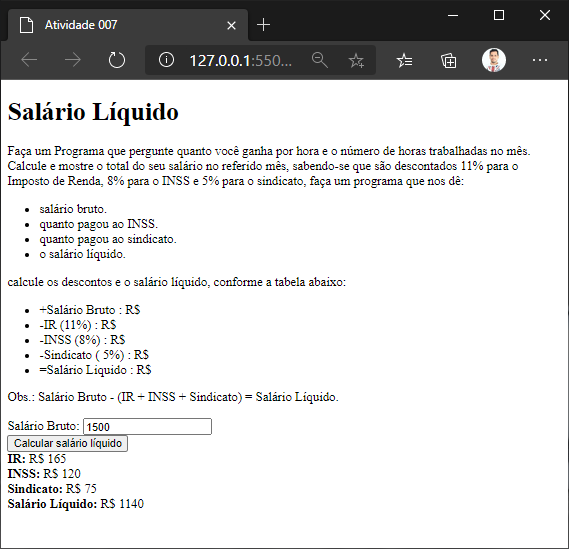 Atividade 007
127.0.0.1:550...
Salário Líquido
Faça um Programa que pergunte quanto você ganha por hora e o número de horas trabalhadas no mês.
Calcule e mostre o total do seu salário no referido mês, sabendo-se que são descontados 11% para o
Imposto de Renda, 8% para o INSS e 5% para o sindicato, faça um programa que nos dê:
salário bruto.
quanto pagou ao INSS.
quanto pagou ao sindicato.
o salário líquido.
calcule os descontos e o salário líquido, conforme a tabela abaixo:
+Salário Bruto : R$
-IR (11%) : R$
-INSS (8%) : R$
-Sindicato ( 5%) : R$
=Salário Liquido : R$
Obs.: Salário Bruto - (IR + INSS + Sindicato) = Salário Líquido.
Salário Bruto: 1500
Calcular salário líquido
IR: R$ 165
INSS: R$ 120
Sindicato: R$ 75
Salário Líquido: R$ 1140